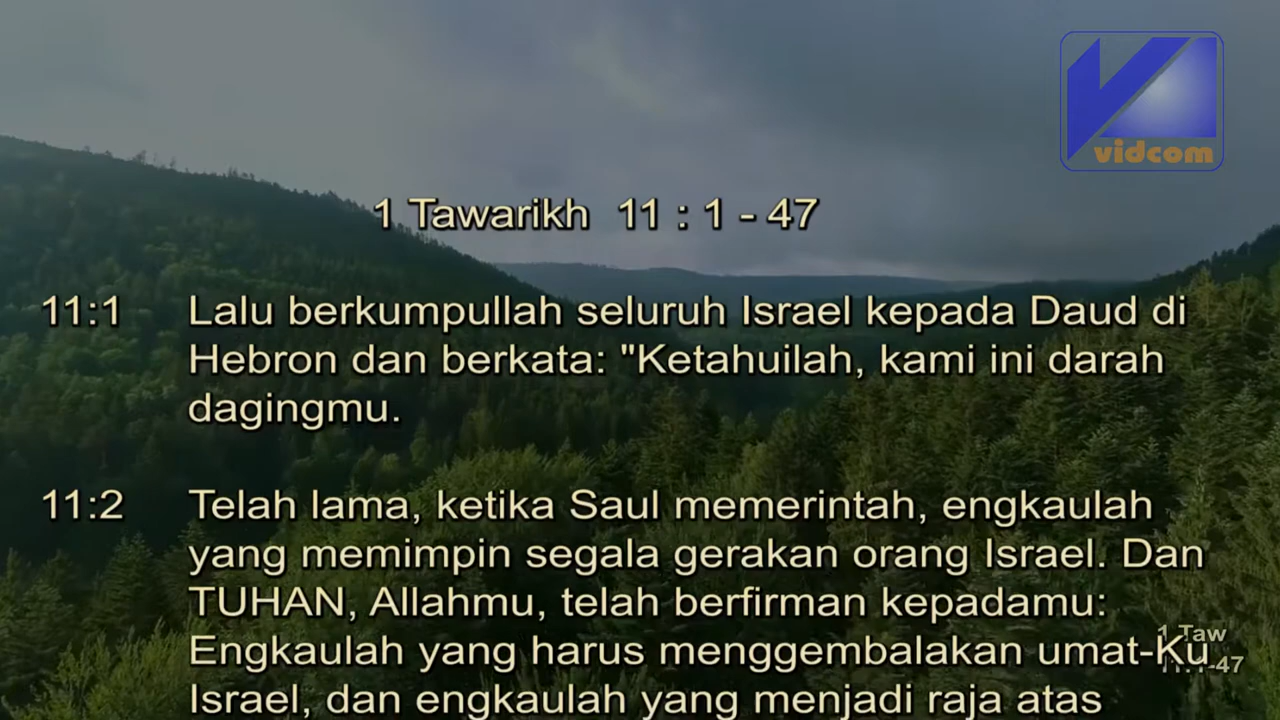 vidcom
1 Tawarikh 11 : 1 - 47
11:1 Lalu berkumpullah seluruh Israel kepada Daud di
Hebron dan berkata: "Ketahuilah, kami ini darah
dagingmu.
11:2 Telah lama, ketika Saul memerintah, engkaulah
yang memimpin segala gerakan orang Israel. Dan
TUHAN, Allahmu, telah berfirman kepadamu:
Engkaulah yang harus menggembalakan umat-Ku
Israel, dan engkaulah yang menjadi raja atas
1 Taw
11:1-47